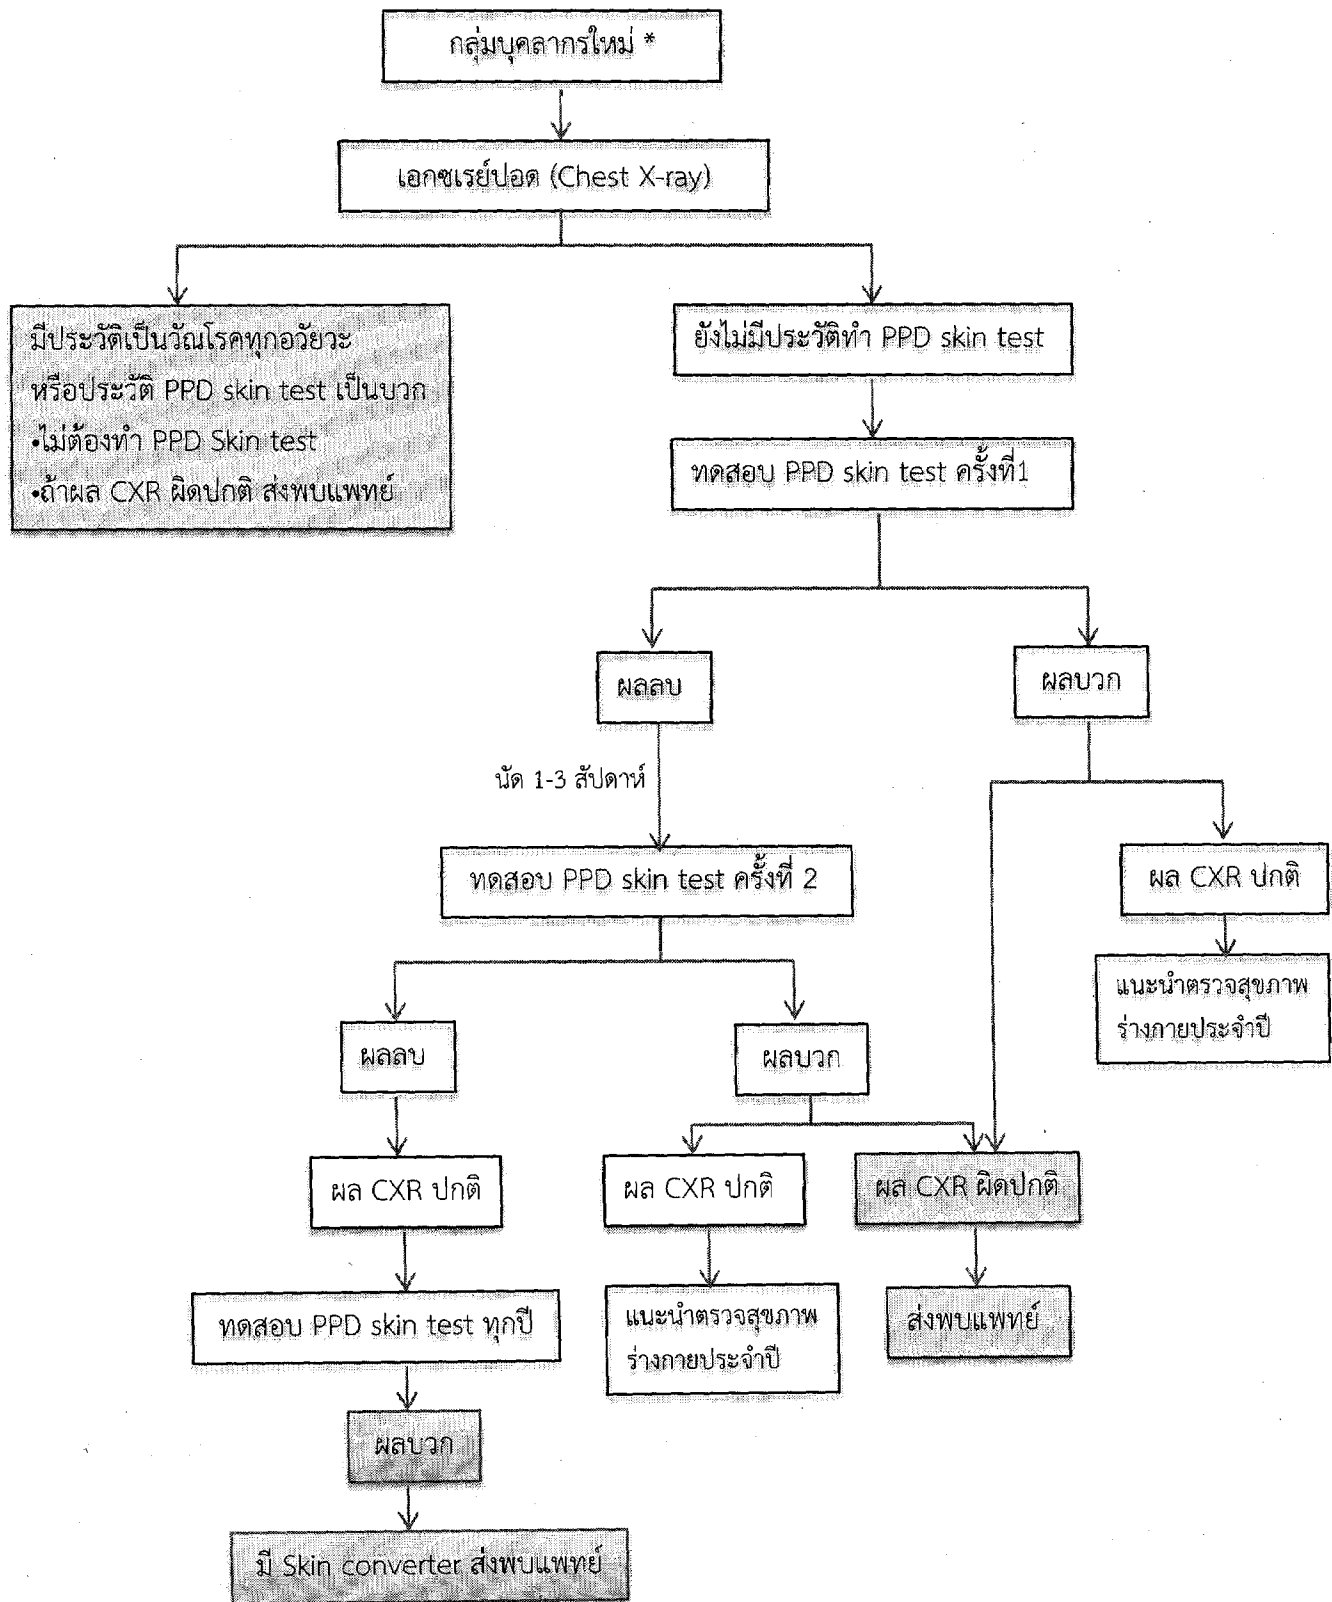 กลุ่มบุคลากรใหม่ *
เอกซเรย์ปอด (Chest X-ray)
มีประวัติเป็นวัณโรคทุกอวัยวะ
หรือประวัติ PPD skin test เป็นบวก
•ไม่ต้องทำ PPD Skin test
•ถ้าผล CXR ผิดปกติ ส่งพบแพทย์
ยังไม่มีประวัติทำ PPD skin test
ทดสอบ PPD skin test ครั้งที่1
ผลลบ
ผลบวก
นัด 1-3 สัปดาห์
ทดสอบ PPD skin test ครั้งที่ 2
ผล CXR ปกติ
แนะนำตรวจสุขภาพ
ร่างกายประจำปี
ผลลบ
ผลบวก
ผล CXR ปกติ
ผล CXR ปกติ
ผล CXR ผิดปกติ
ทดสอบ PPD skin test ทุกปี
แนะนำตรวจสุขภาพ
ร่างกายประจำปี
ส่งพบแพทย์
ผลบวก
มี Skin converter ส่งพบแพทย์